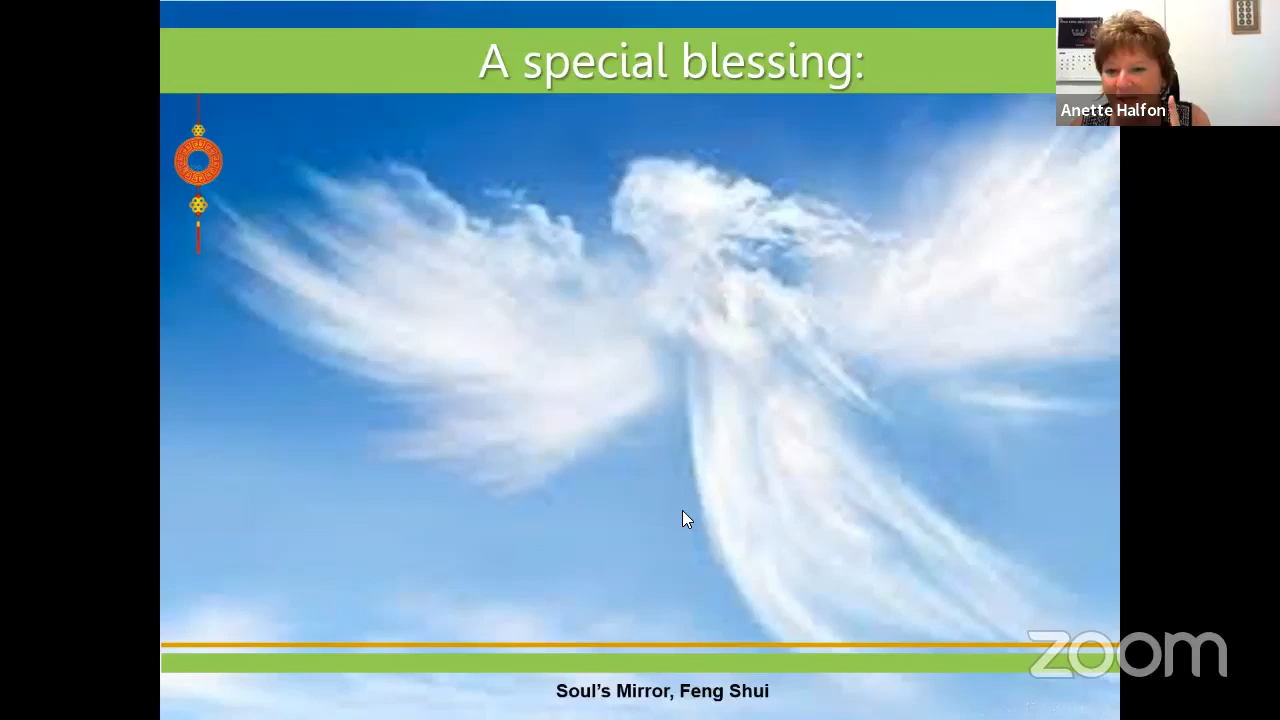 A special blessing:
Anette Halfon
zoom
Soul's Mirror, Feng Shui